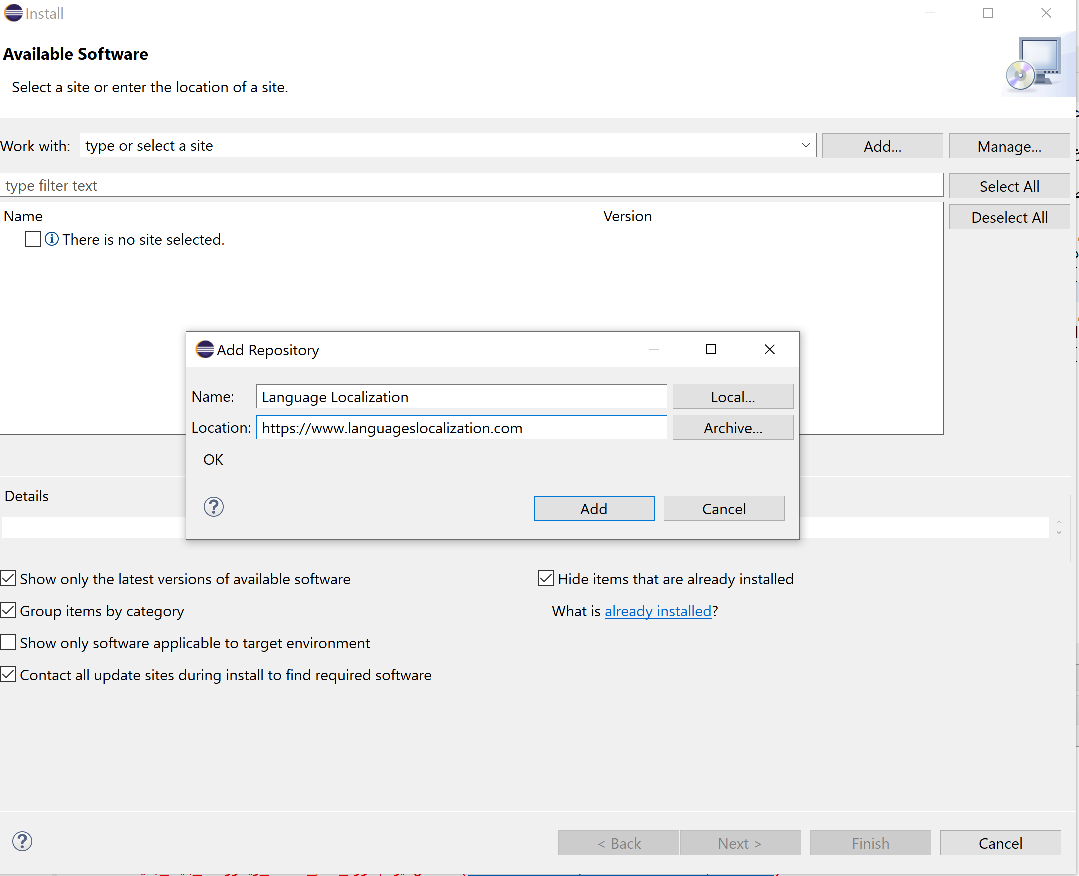 Install
Available Software
Select a site or enter the location of a site.
Work with: type or select a site Add... Manage...
type filter text Select All
Name Version Deselect All
There is no site selected.
Add Repository
Name: Language Localization Local...
Location: https://www.languageslocalization.com Archive...
OK
Add Cancel
Details
Show only the latest versions of available software Hide items that are already installed
Group items by category What is already installed?
Show only software applicable to target environment
Contact all update sites during install to find required software
< Back Next > Finish Cancel